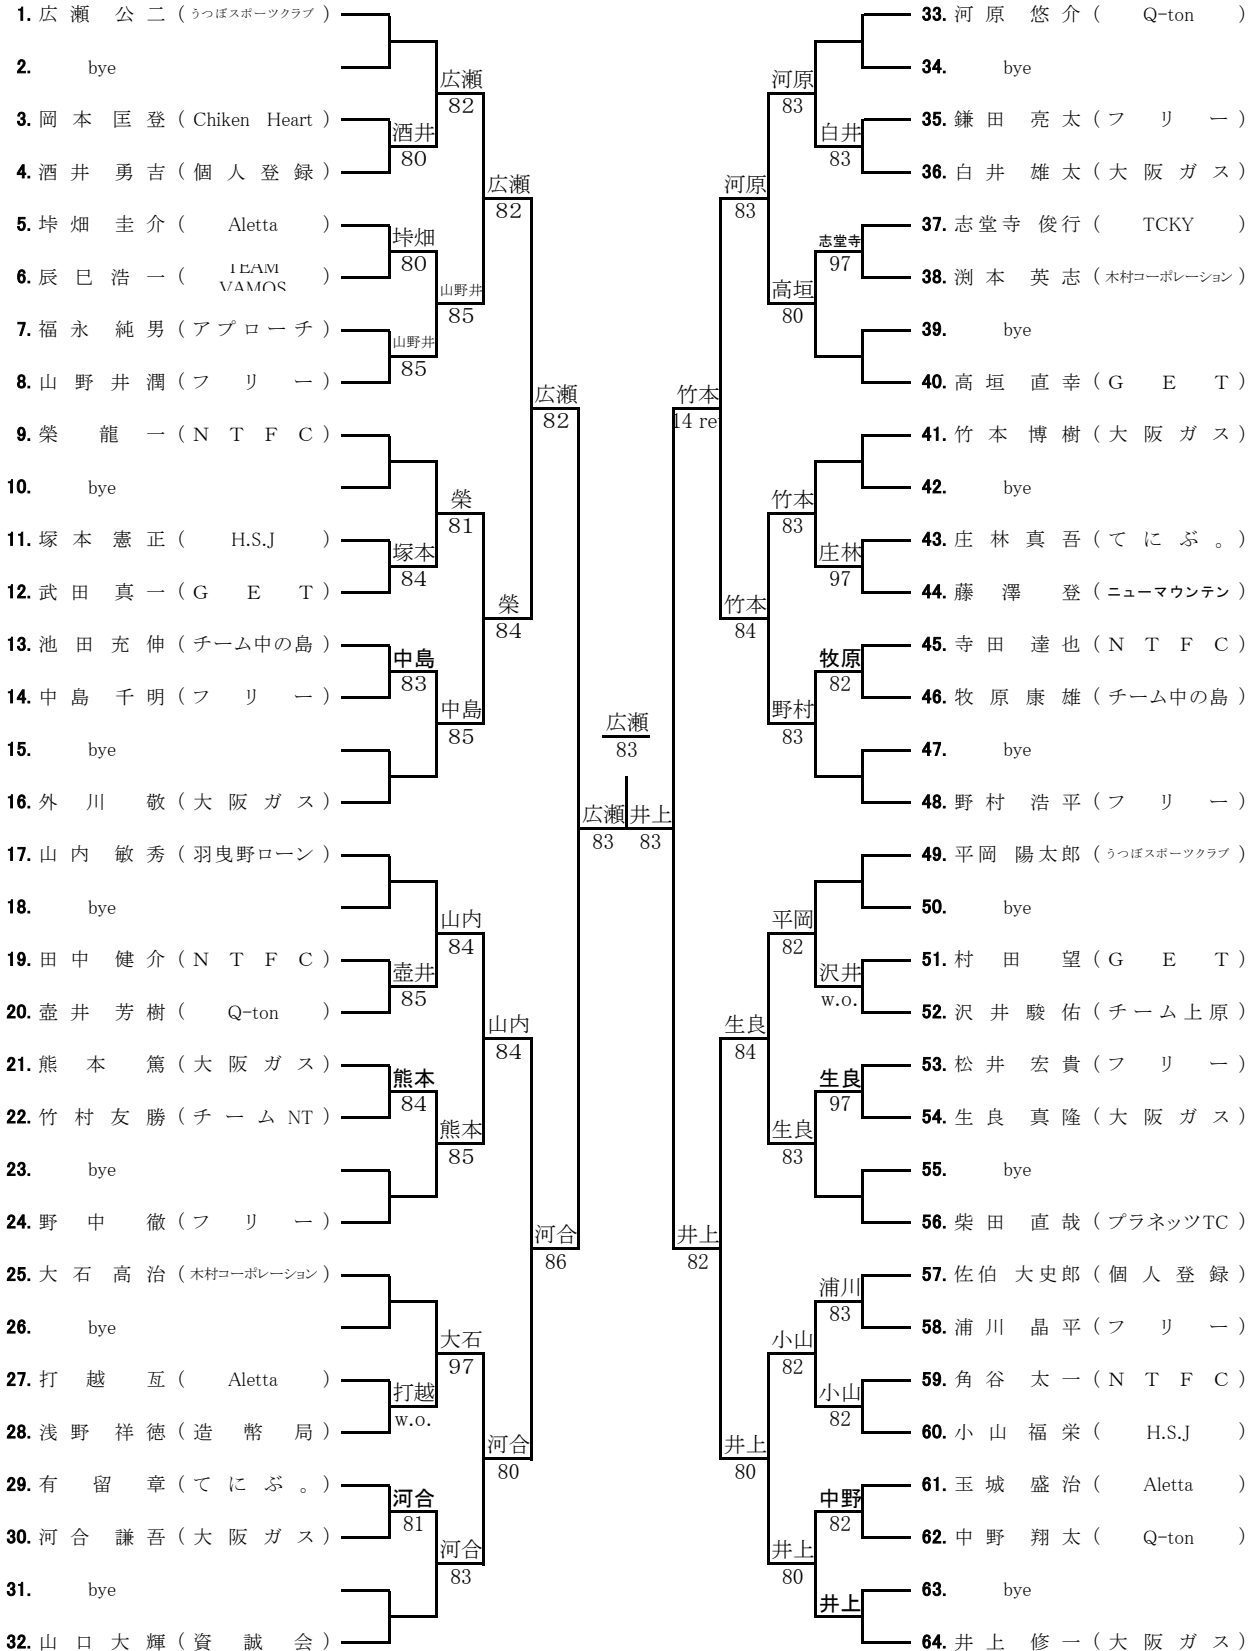 1. 広瀬 公二 ( うつぼスポーツクラブ )
2. bye
3. 岡本 匡登 ( Chiken Heart )
4. 酒井 勇吉 ( 個人登録 )
5. 垰畑 圭介 ( Aletta )
6. 辰巳浩一 ( TEAM VAMOS )
7. 福永 純男 ( アプローチ )
8. 山野井潤 ( フリー )
9. 榮 龍一 ( NTFC )
10. bye
11. 塚本憲正 ( H.S.J )
12. 武田真一 ( GET )
13. 池田充伸 ( チーム中の島 )
14. 中島千明 ( フリー )
15. bye
16. 外川 敬 ( 大阪ガス )
17. 山内敏秀 ( 羽曳野ローン )
18. bye
19. 田中健介 ( NTFC )
20. 壺井芳樹 ( Q-ton )
21. 熊本 篤 ( 大阪ガス )
22. 竹村友勝 ( チームNT )
23. bye
24. 野中 徹 ( フリー )
25. 大石高治 ( 木村コーポレーション )
26. bye
27. 打越 亙 ( Aletta )
28. 浅野祥徳 ( 造幣局 )
29. 有留 章 ( てにぶ。 )
30. 河合謙吾 ( 大阪ガス )
31. bye
32. 山口大輝 ( 資誠会 )
酒井
80
垰畑
80
山野井
85
塚本
84
中島
83
壺井
85
熊本
84
打越
w.o.
河合
81
広瀬
82
山野井
85
榮
81
中島
85
山内
84
熊本
85
大石
97
河合
83
広瀬
82
榮
84
山内
84
河合
80
広瀬
82
河合
86
広瀬
83
広瀬
83
井上
83
竹本
14 re
井上
82
河原
83
竹本
84
生良
84
井上
80
河原
83
高垣
80
竹本
83
野村
83
平岡
82
生良
83
小山
82
井上
80
白井
83
志堂寺
97
庄林
97
牧原
82
沢井
w.o.
生良
97
浦川
83
小山
82
中野
82
井上
33. 河原 悠介 ( Q-ton )
34. bye
35. 鎌田 亮太 ( フリー )
36. 白井 雄太 ( 大阪ガス )
37. 志堂寺 俊行 ( TCKY )
38. 渕本 英志 ( 木村コーポレーション )
39. bye
40. 高垣 直幸 ( GET )
41. 竹本博樹 ( 大阪ガス )
42. bye
43. 庄林真吾 ( てにぶ。 )
44. 藤澤 登 ( ニューマウンテン )
45. 寺田達也 ( NTFC )
46. 牧原康雄 ( チーム中の島 )
47. bye
48. 野村浩平 ( フリー )
49. 平岡 陽太郎 ( うつぼスポーツクラブ )
50. bye
51. 村田 望 ( GET )
52. 沢井駿佑 ( チーム上原 )
53. 松井宏貴 ( フリー )
54. 生良真隆 ( 大阪ガス )
55. bye
56. 柴田直哉 ( プラネッツTC )
57. 佐伯 大史郎 ( 個人登録 )
58. 浦川晶平 ( フリー )
59. 角谷太一 ( NTFC )
60. 小山福栄 ( H.S.J )
61. 玉城盛治 ( Aletta )
62. 中野翔太 ( Q-ton )
63. bye
64. 井上修一 ( 大阪ガス )